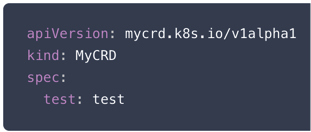 apiVersion: mycrd.k8s.io/v1alpha1
kind: MyCRD
spec:
  test: test